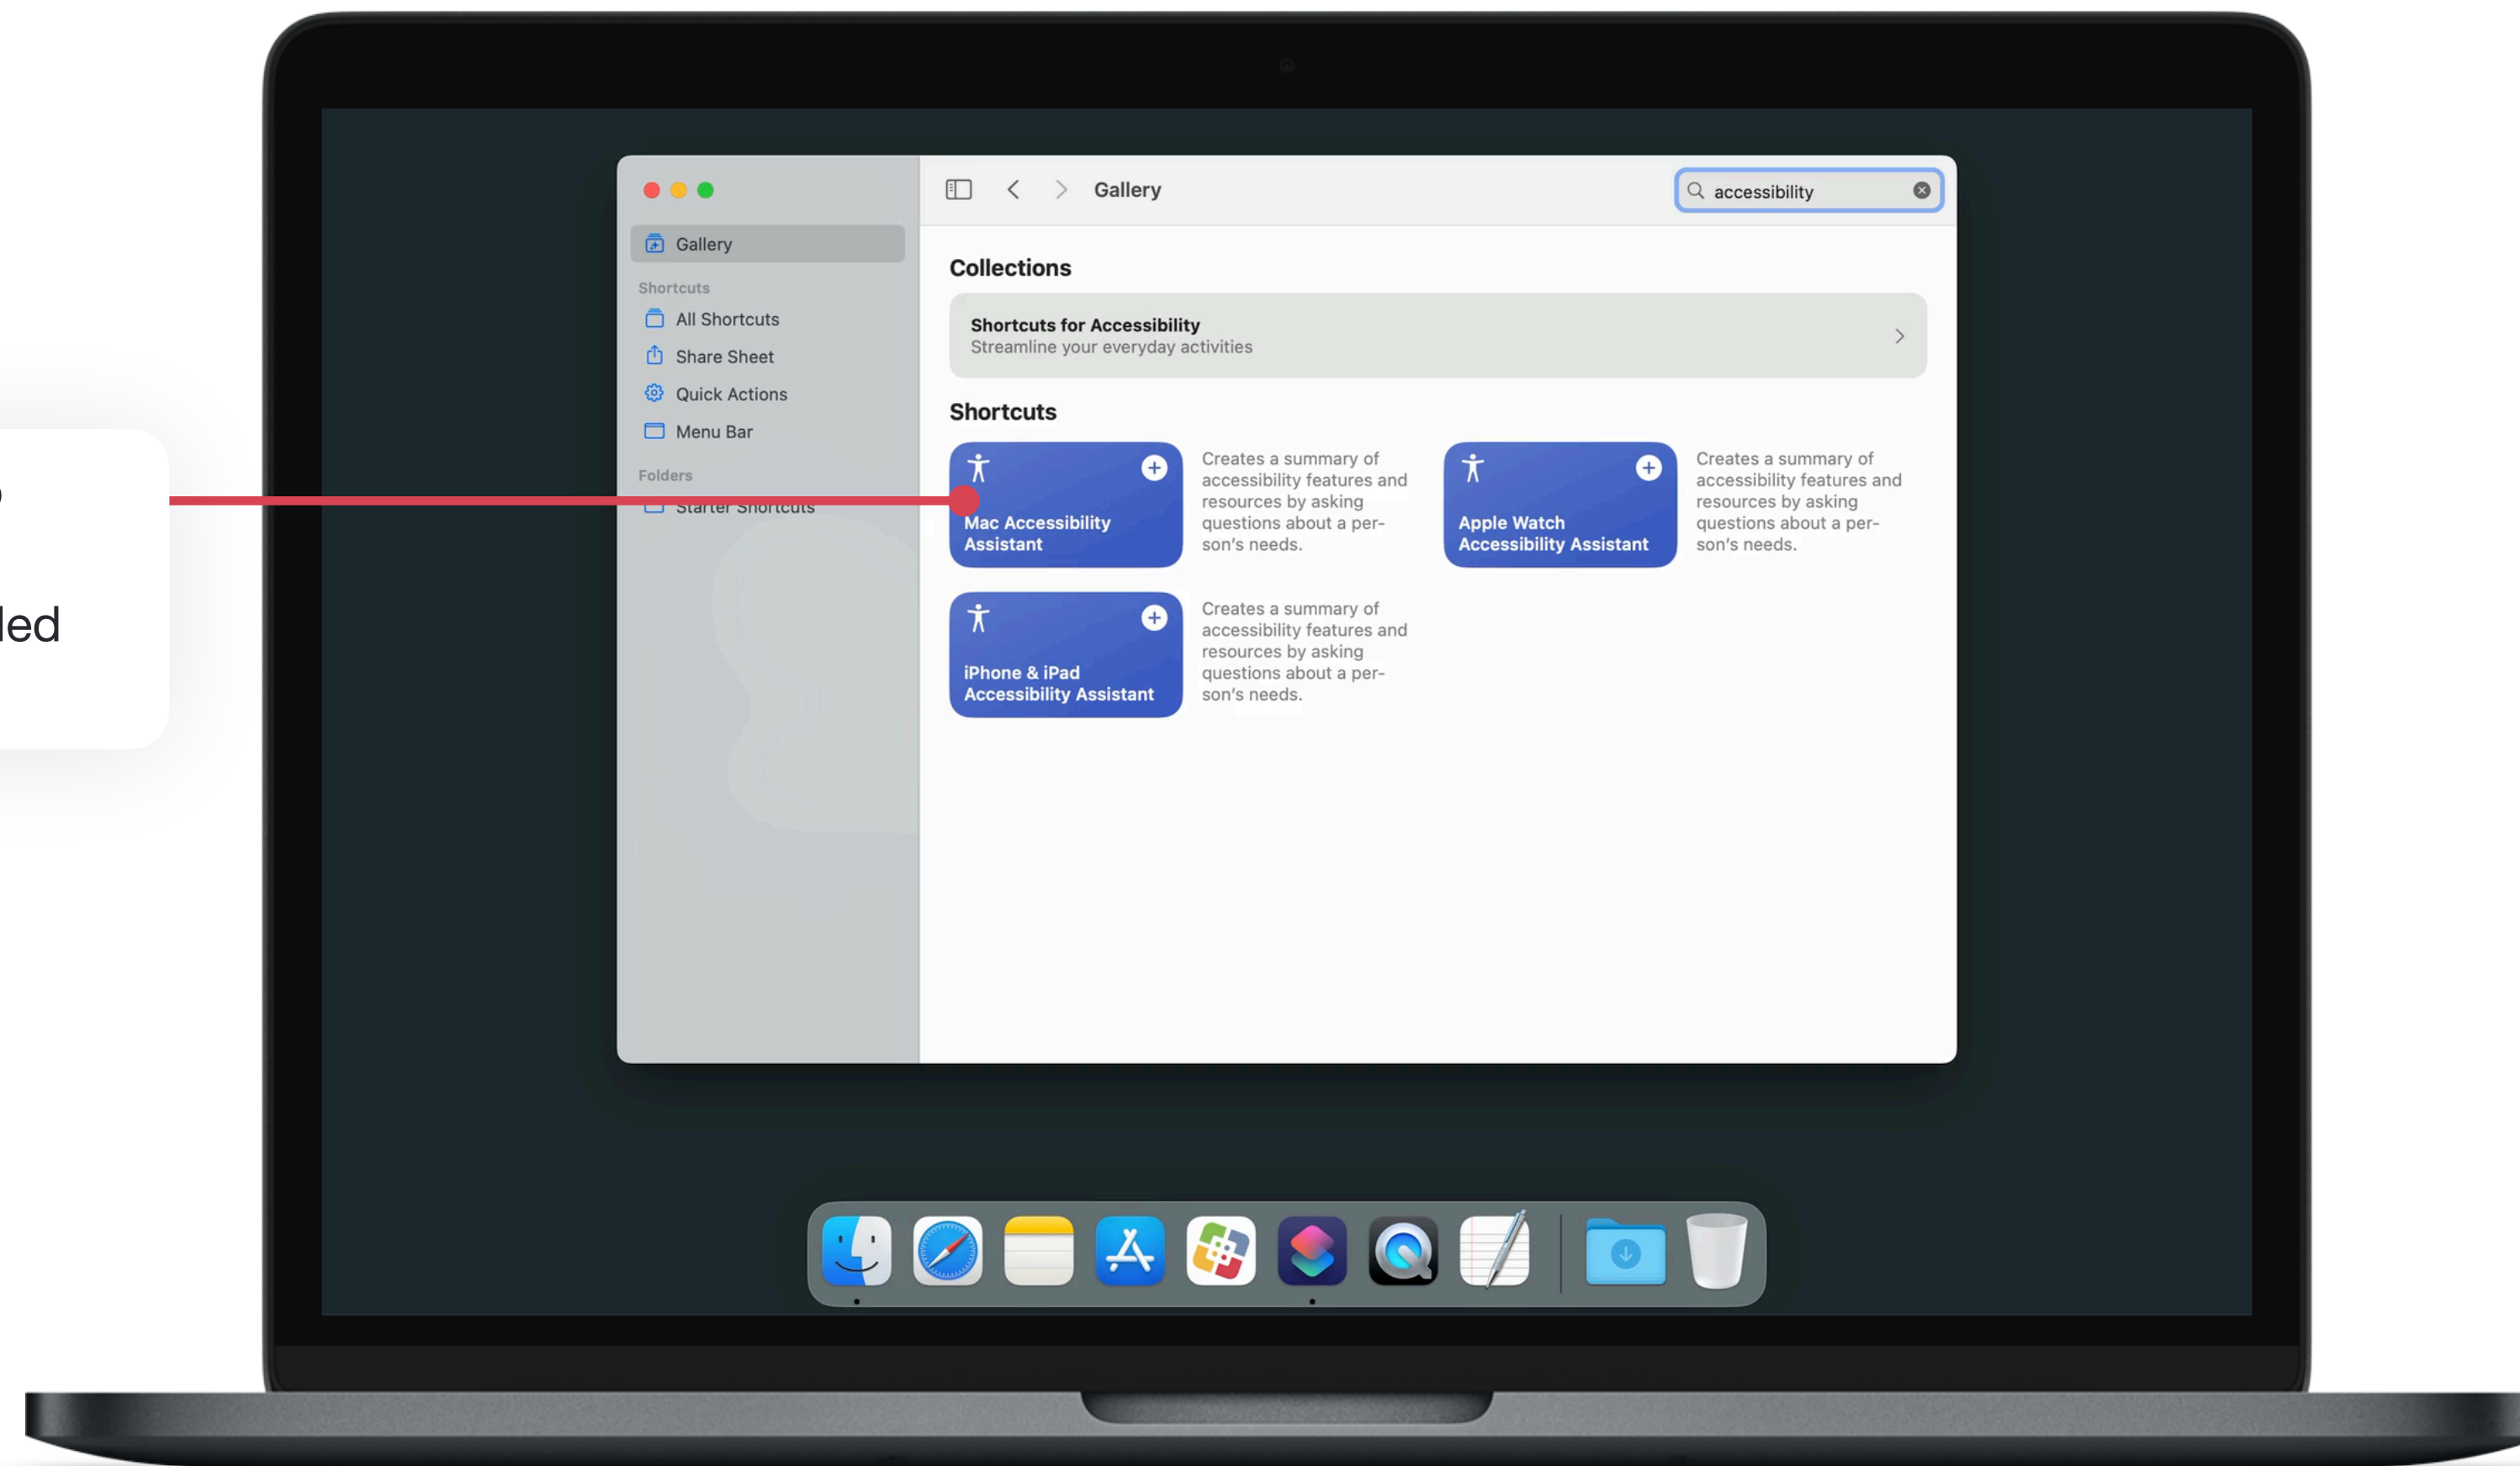 Gallery
accessibility
Gallery
Shortcuts
All Shortcuts
Share Sheet
Quick Actions
Menu Bar
Folders
Starter Shortcuts
Collections
Shortcuts for Accessibility
Streamline your everyday activities
Shortcuts
Mac Accessibility
Assistant
Creates a summary of
accessibility features and
resources by asking
questions about a per-
son's needs.
Apple Watch
Accessibility Assistant
Creates a summary of
accessibility features and
resources by asking
questions about a per-
son's needs.
iPhone & iPad
Accessibility Assistant
Creates a summary of
accessibility features and
resources by asking
questions about a per-
son's needs.